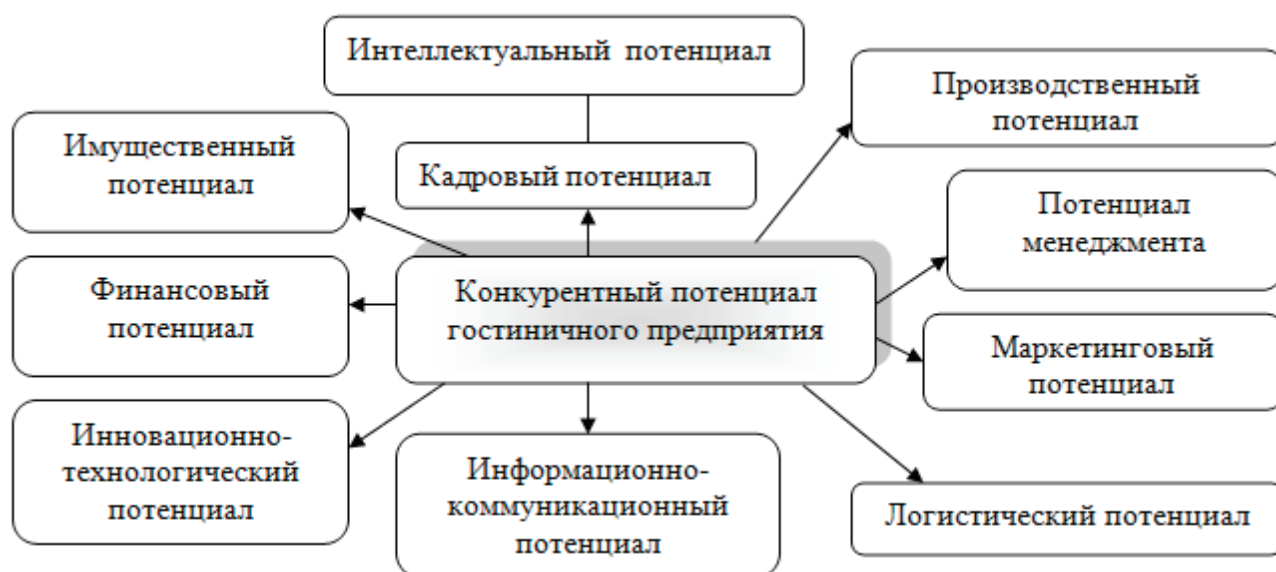 Интеллектуальный потенциал
Производственный
потенциал
Имущественный
потенциал
Кадровый потенциал
Потенциал
менеджмента
Финансовый
потенциал
Конкурентный потенциал
гостиничного предприятия
Маркетинговый
потенциал
Инновационно-
технологический
потенциал
Информационно-
коммуникационный
потенциал
Логистический потенциал